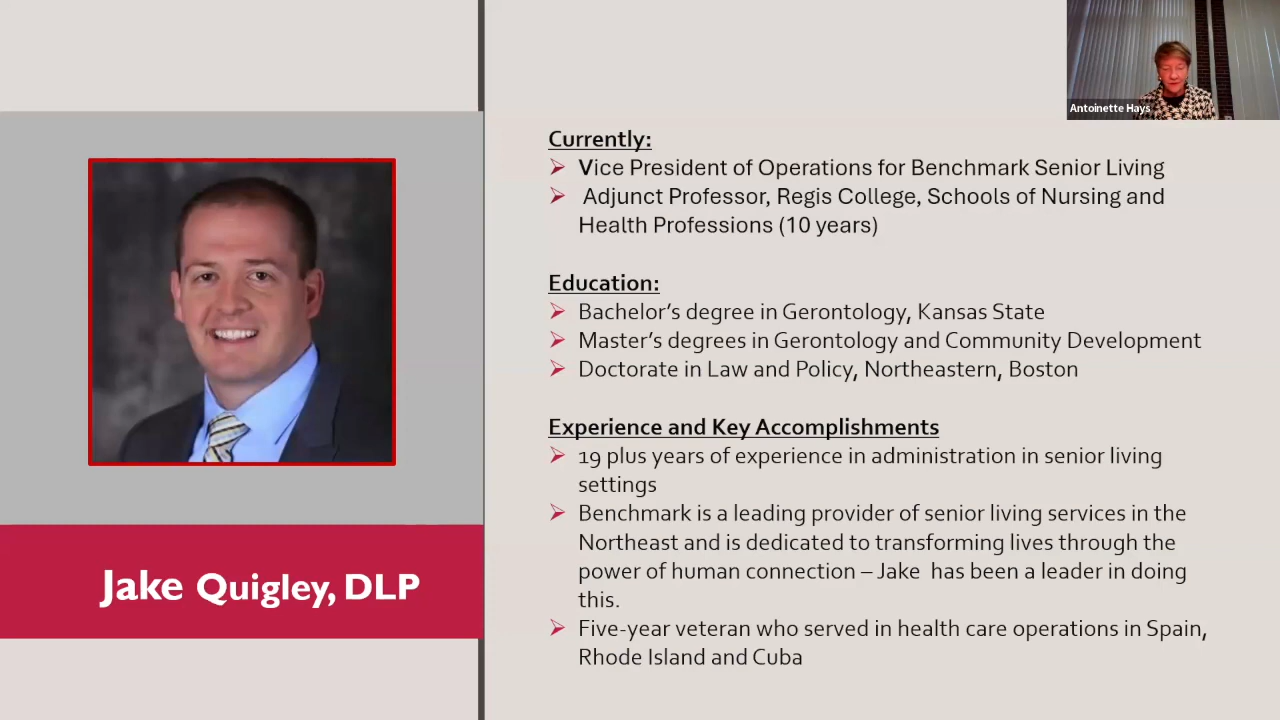 Antoinette Hays
Currently:
Vice President of Operations for Benchmark Senior Living
Adjunct Professor, Regis College, Schools of Nursing and
Health Professions (10 years)
Education:
Bachelor’s degree in Gerontology, Kansas State
Master’s degrees in Gerontology and Community Development
Doctorate in Law and Policy, Northeastern, Boston
Experience and Key Accomplishments
19 plus years of experience in administration in senior living
settings
Benchmark is a leading provider of senior living services in the
Northeast and is dedicated to transforming lives through the
power of human connection – Jake has been a leader in doing
this.
Five-year veteran who served in health care operations in Spain,
Rhode Island and Cuba
Jake Quigley, DLP